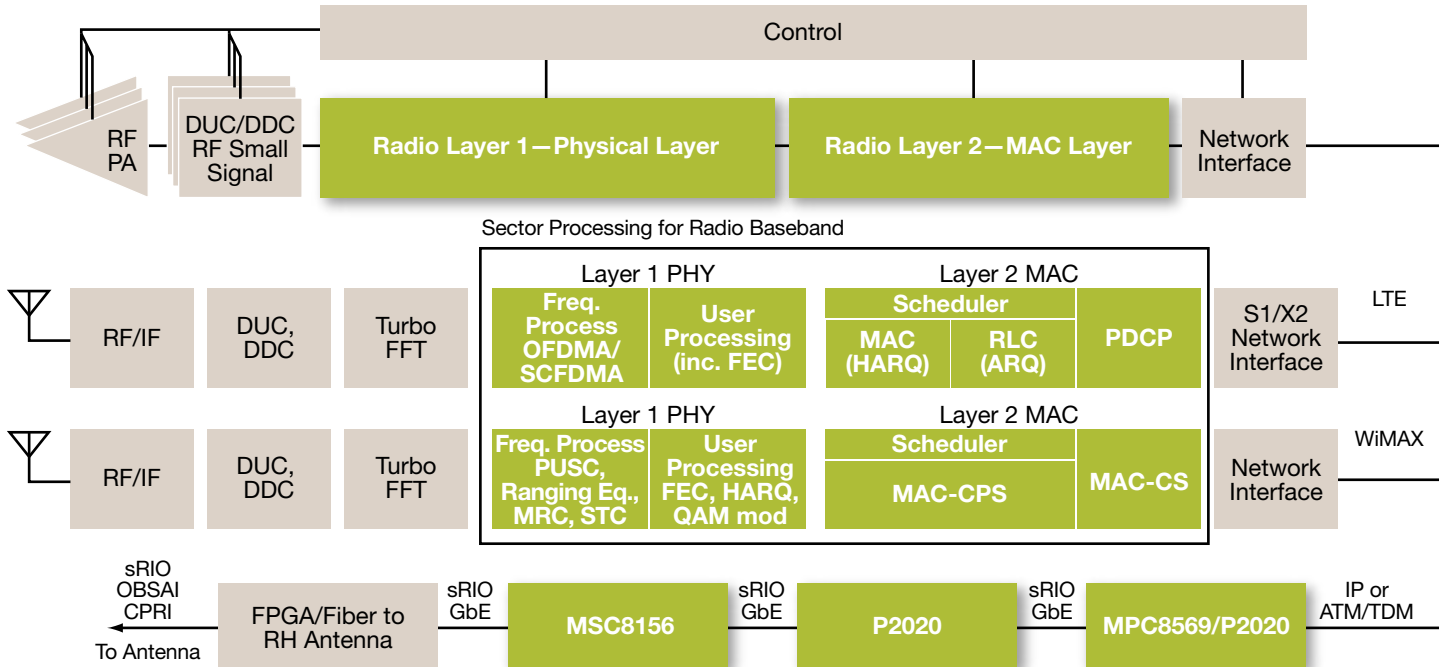 Control
RF
PA
DUC/DDC
RF Small
Signal
Radio Layer 1—Physical Layer
Radio Layer 2—MAC Layer
Network
Interface
Sector Processing for Radio Baseband
RF/IF
DUC,
DDC
Turbo
FFT
Layer 1 PHY
Freq.
Process
OFDMA/
SCFDMA
User
Processing
(inc. FEC)
Layer 2 MAC
Scheduler
MAC
(HARQ)
RLC
(ARQ)
PDCP
S1/X2
Network
Interface
LTE
RF/IF
DUC,
DDC
Turbo
FFT
Layer 1 PHY
Freq. Process
PUSC,
Ranging Eq.,
MRC, STC
User
Processing
FEC, HARQ,
QAM mod
Layer 2 MAC
Scheduler
MAC-CPS
MAC-CS
Network
Interface
WiMAX
sRIO
OBSAI
CPRI
To Antenna
FPGA/Fiber to
RH Antenna
sRIO
GbE
MSC8156
sRIO
GbE
P2020
sRIO
GbE
MPC8569/P2020
IP or
ATM/TDM